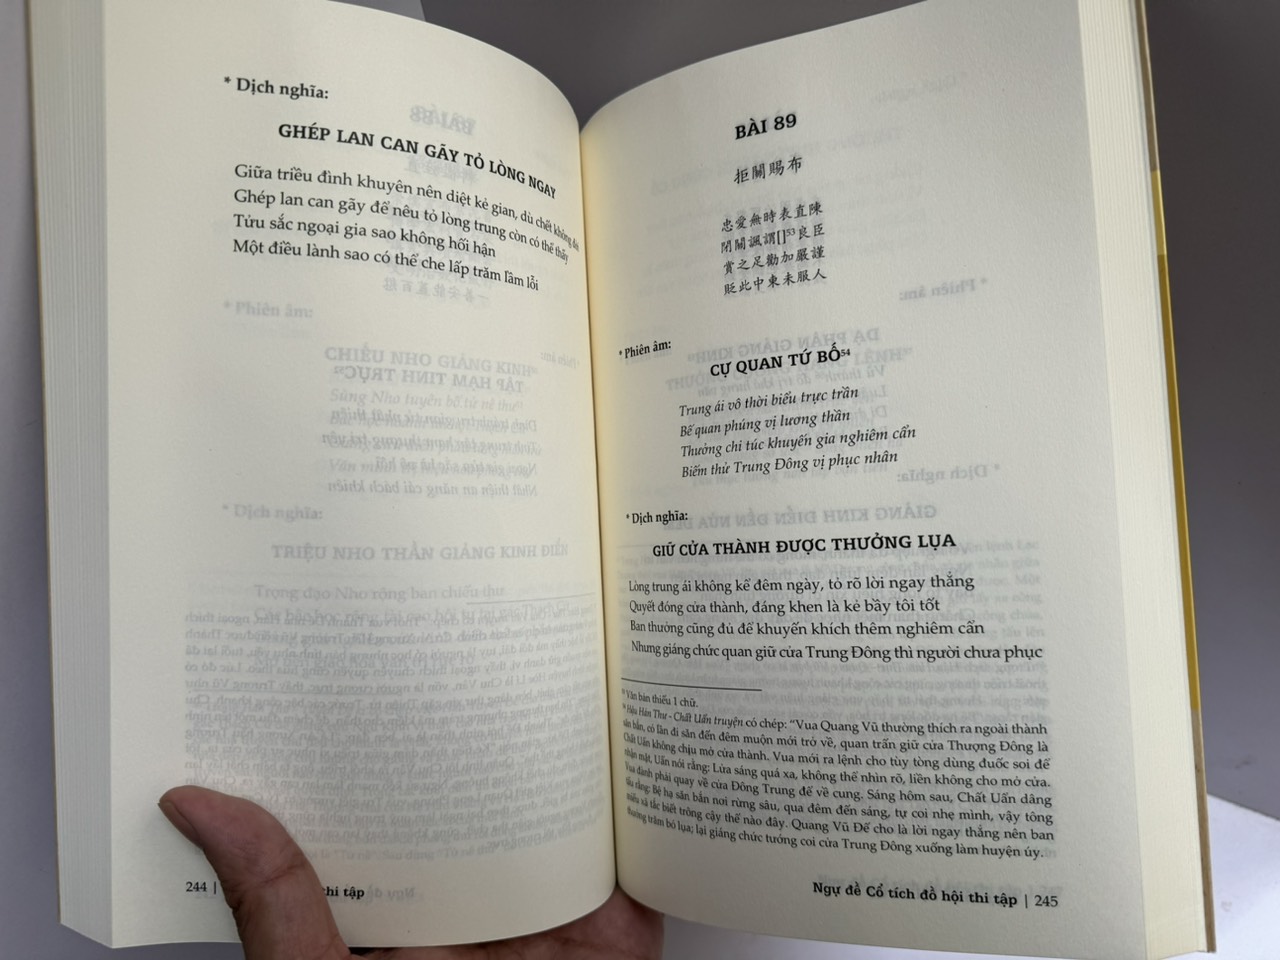 * Dịch nghĩa:
GHÉP LAN CAN GÃY TỎ LÒNG NGAY
Giữa triều đình khuyên nên diệt kẻ gian, dù chết không
Ghép lan can gãy để nêu tỏ lòng trung còn có thể thấy
Tửu sắc ngoại gia sao không hối hận
Một điều lành sao có thể che lấp trăm lầm lỗi
244 |
thi tập
BÀI 89
拒關賜布
忠愛無時表直陳
閉關諷謂[]⁵³良臣
賞之足勸加嚴謹
貶此中東未服人
* Phiên âm:
CỰ QUAN TỨ BỐ⁵⁴
Trung ái vô thời biểu trực trần
Bế quan phúng vị lương thần
Thưởng chi túc khuyến gia nghiêm cẩn
Biếm thử Trung Đông vị phục nhân
* Dịch nghĩa:
GIỮ CỬA THÀNH ĐƯỢC THƯỞNG LỤA
Lòng trung ái không kể đêm ngày, tỏ rõ lời ngay thẳng
Quyết đóng cửa thành, đáng khen là kẻ bầy tôi tốt
Ban thưởng cũng đủ để khuyến khích thêm nghiêm cẩn
Nhưng giáng chức quan giữ cửa Trung Đông thì người chưa phục
⁵³ Văn bản thiếu 1 chữ.
⁵⁴ Hậu Hán Thư - Chất Uấn truyện có chép: “Vua Quang Vũ thường thích ra ngoài thành
săn bắn, có lần đi săn đến đêm muộn mới trở về, quan trấn giữ cửa Thượng Đông là
Chất Uấn không chịu mở cửa thành. Vua mới ra lệnh cho tùy tòng dùng đuốc soi để
nhận mặt, Uấn nói rằng: Lửa sáng quá xa, không thể nhìn rõ, liền không cho mở cửa.
Vua đành phải quay về cửa Đông Trung để về cung. Sáng hôm sau, Chất Uấn dâng
sớ rằng: Bệ hạ săn bắn nơi rừng sâu, qua đêm đến sáng, tự coi nhẹ mình, vậy tông
miếu xã tắc biết trông cậy thế nào đây. Quang Vũ Đế cho là lời ngay thẳng nên ban
thưởng trăm bó lụa; lại giáng chức tướng coi cửa Trung Đông xuống làm huyện úy.
Ngự đề Cổ tích đồ hội thi tập | 245